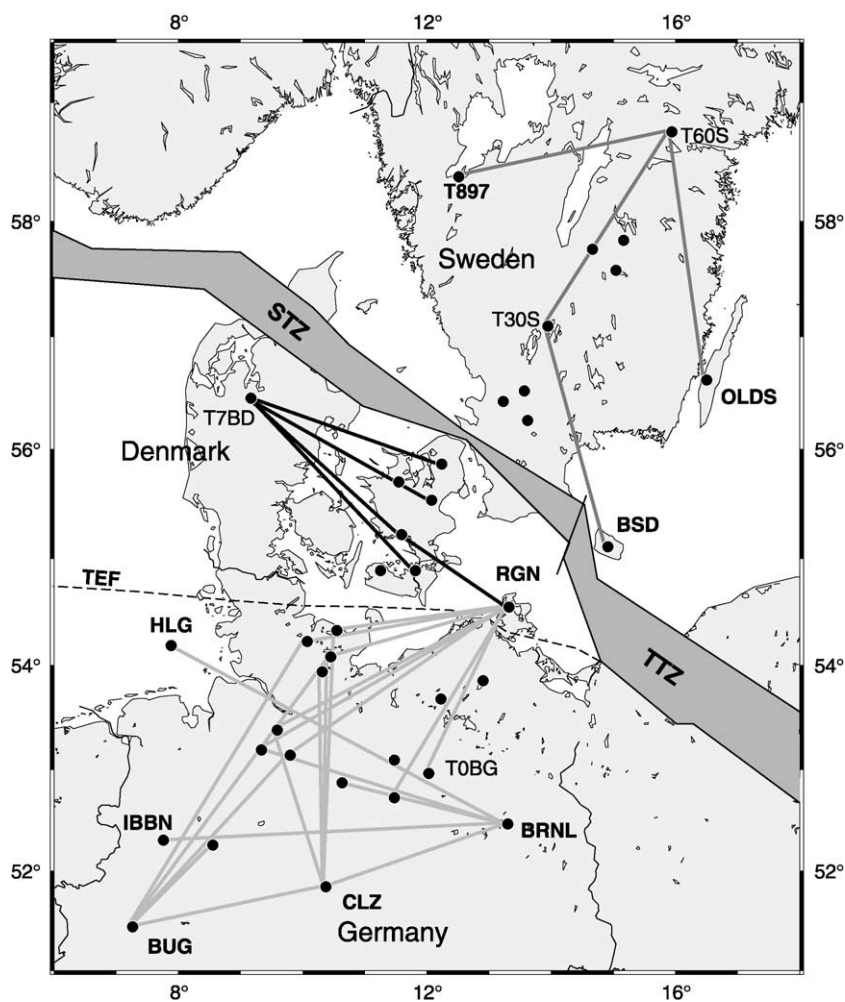 8° 12° 16°
T60S
T897
58° 58°
Sweden
STZ
T30S
OLDS
T7BD
56° 56°
Denmark
BSD
RGN
TEF
HLG
54° 54°
TTZ
T0BG
IBBN
BRNL
52° 52°
CLZ
Germany
BUG
8° 12° 16°